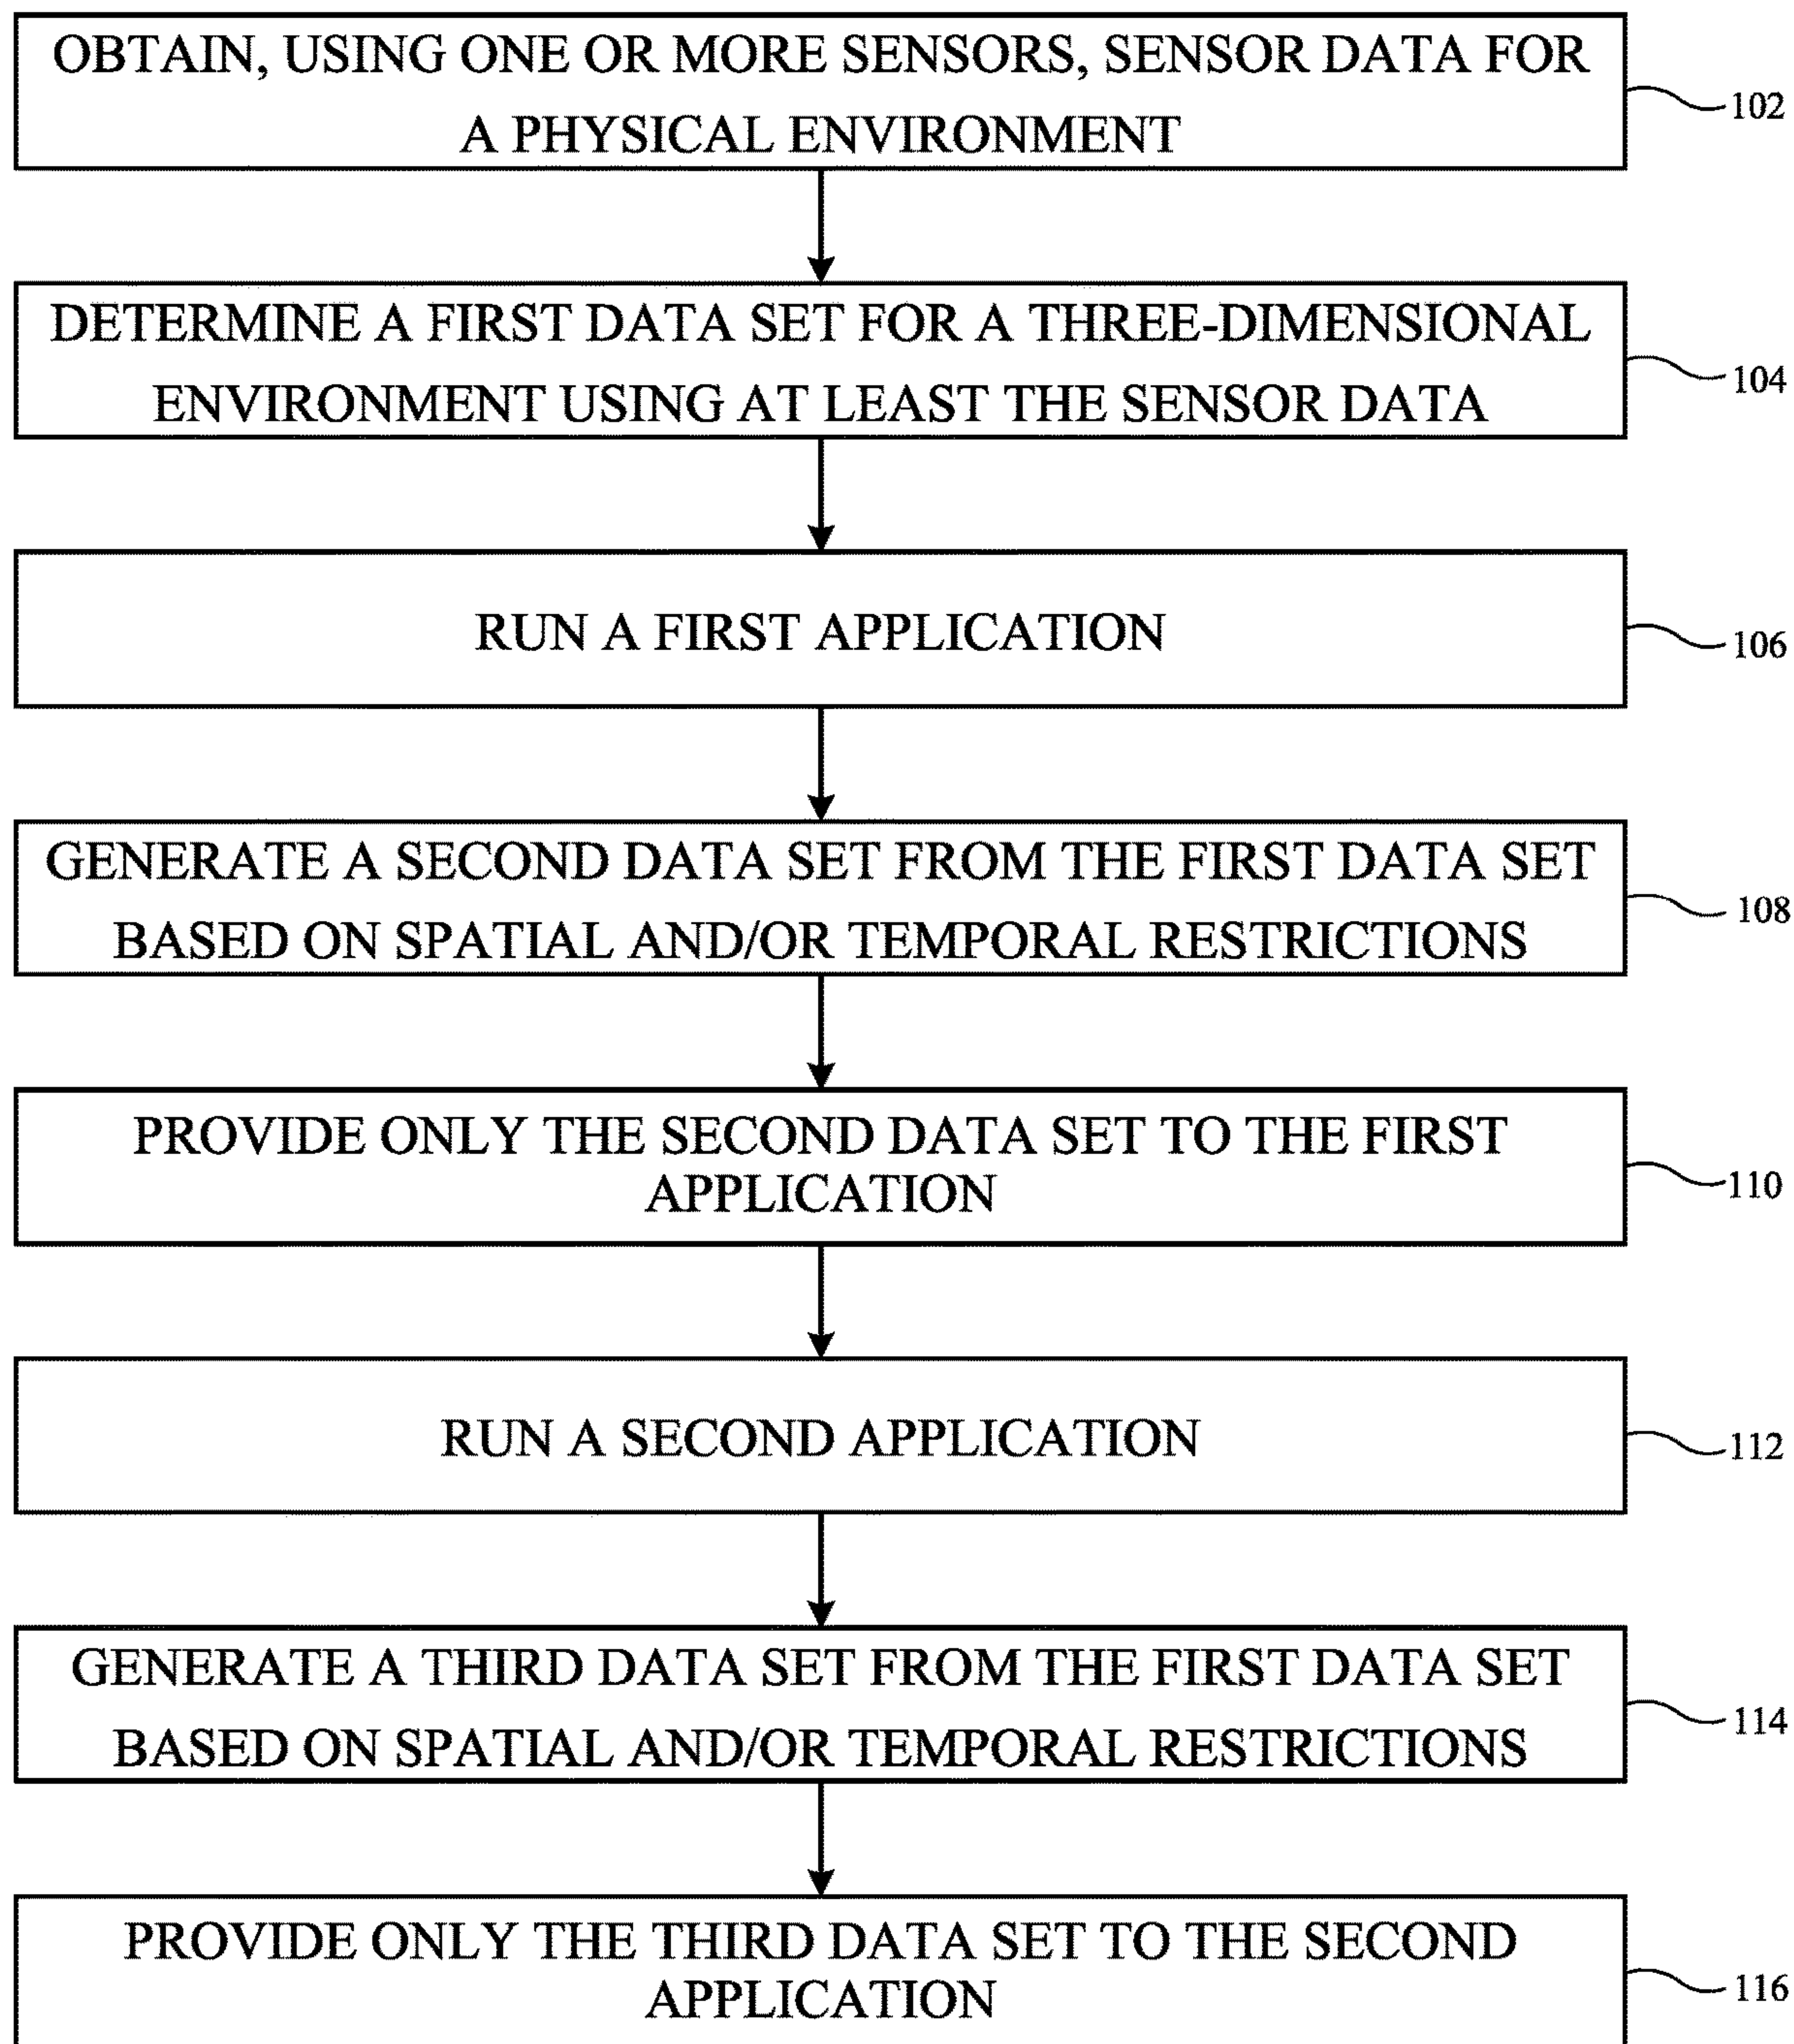 OBTAIN, USING ONE OR MORE SENSORS, SENSOR DATA FOR
A PHYSICAL ENVIRONMENT
102
DETERMINE A FIRST DATA SET FOR A THREE-DIMENSIONAL
ENVIRONMENT USING AT LEAST THE SENSOR DATA
104
RUN A FIRST APPLICATION
106
GENERATE A SECOND DATA SET FROM THE FIRST DATA SET
BASED ON SPATIAL AND/OR TEMPORAL RESTRICTIONS
108
PROVIDE ONLY THE SECOND DATA SET TO THE FIRST
APPLICATION
110
RUN A SECOND APPLICATION
112
GENERATE A THIRD DATA SET FROM THE FIRST DATA SET
BASED ON SPATIAL AND/OR TEMPORAL RESTRICTIONS
114
PROVIDE ONLY THE THIRD DATA SET TO THE SECOND
APPLICATION
116